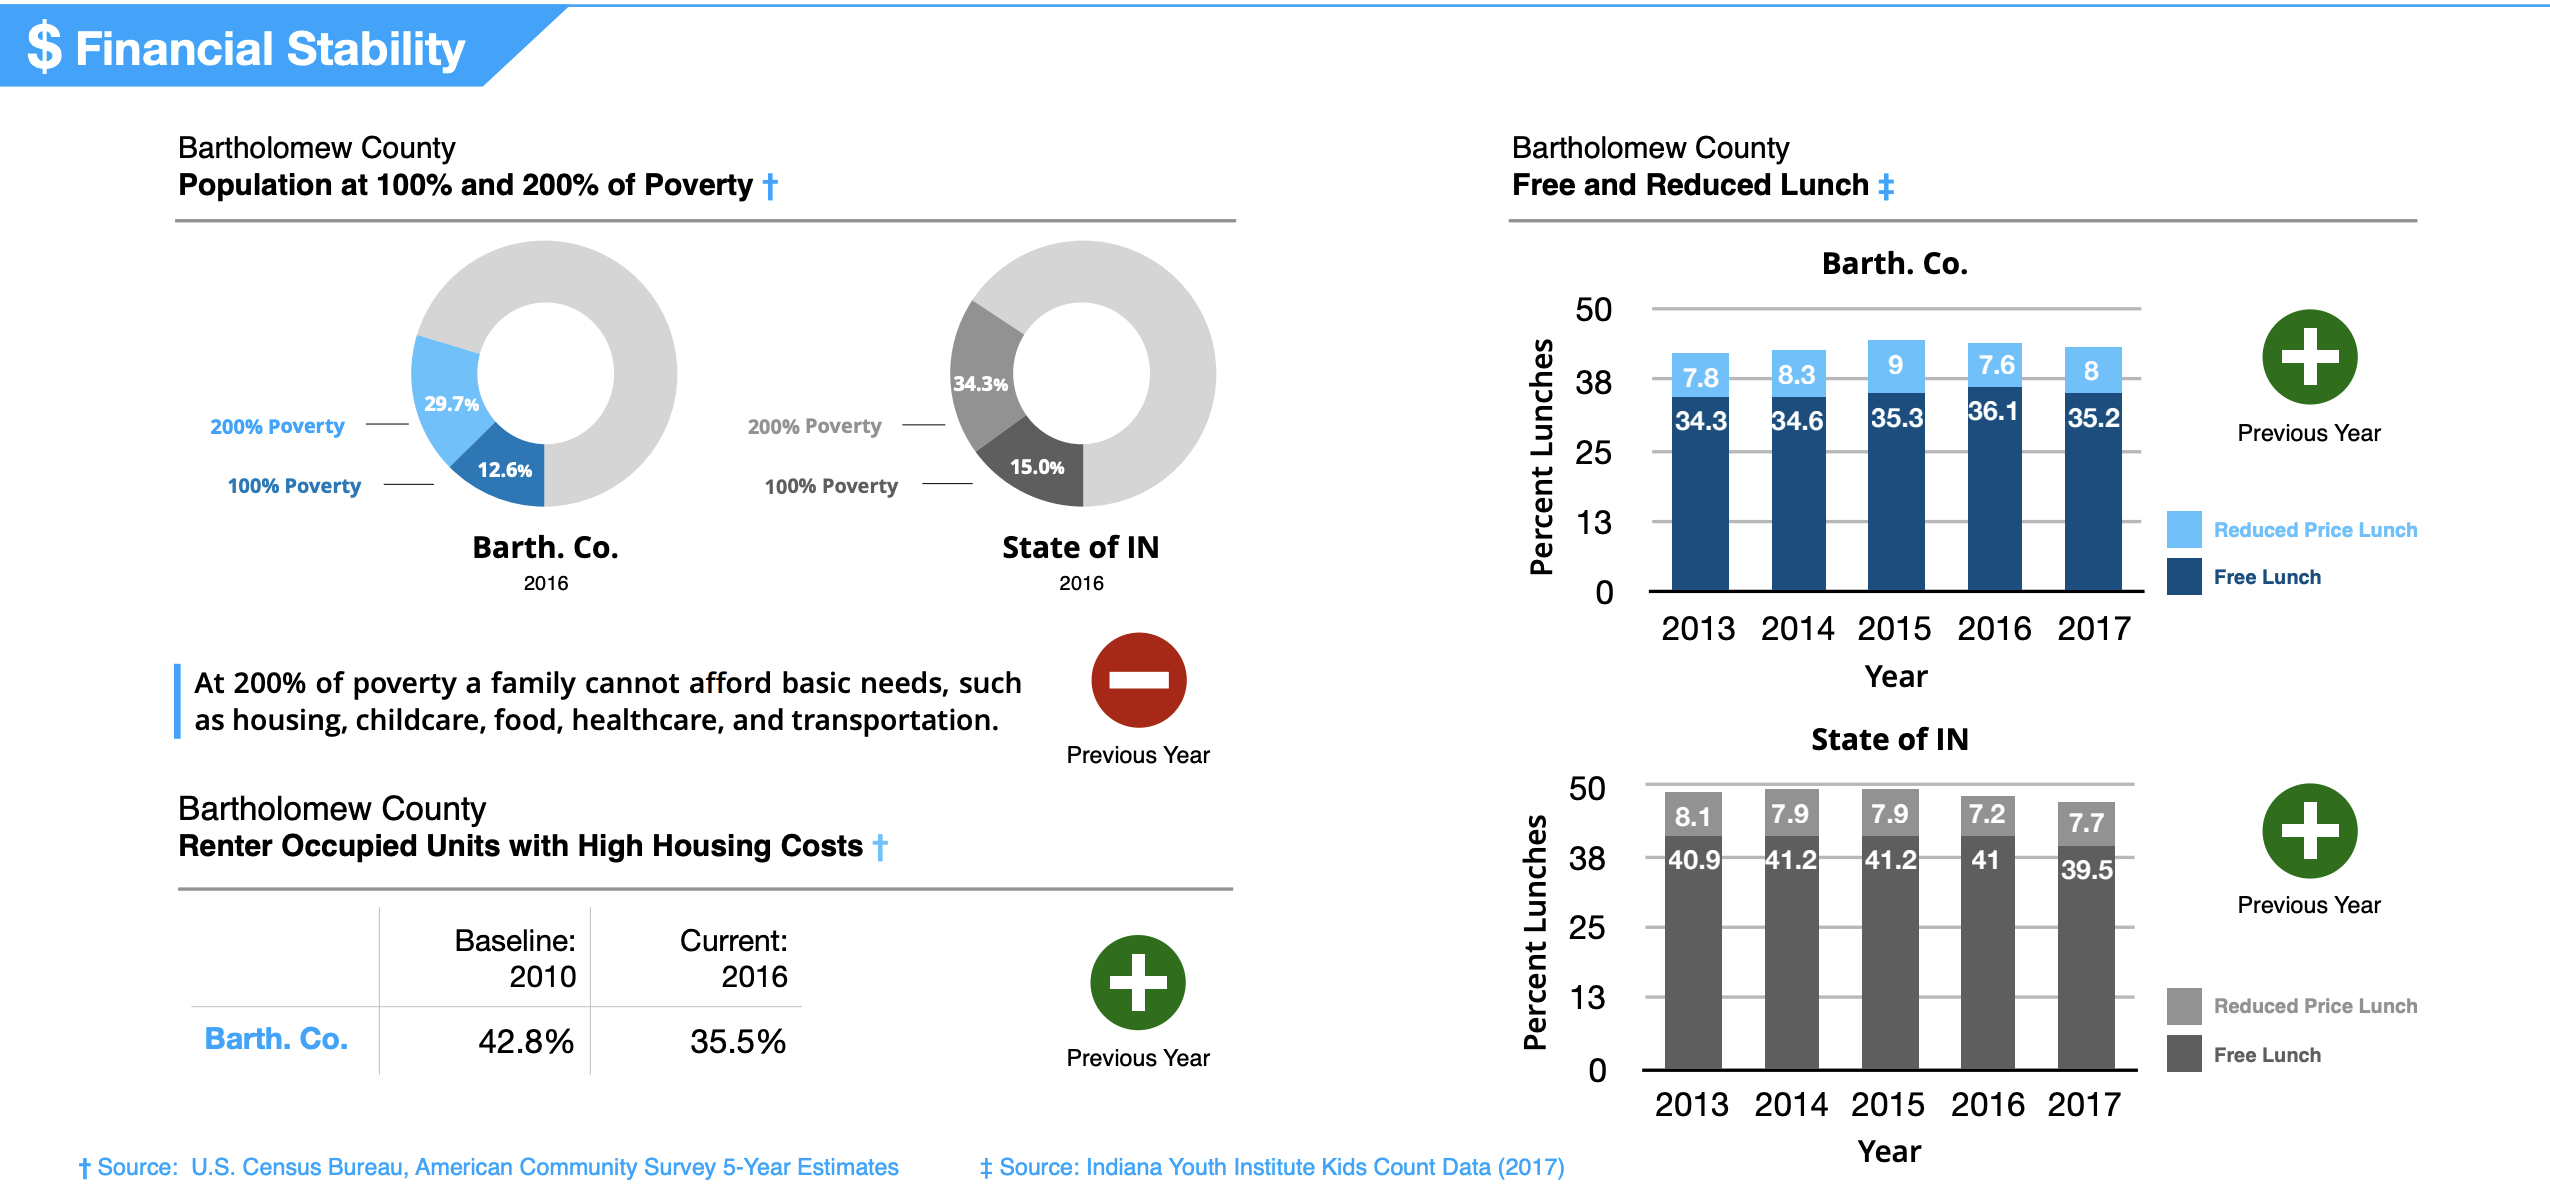 $ Financial Stability
Bartholomew County
Population at 100% and 200% of Poverty †
29.7%
200% Poverty
12.6%
100% Poverty
Barth. Co.
2016
34.3%
200% Poverty
15.0%
100% Poverty
State of IN
2016
At 200% of poverty a family cannot afford basic needs, such
as housing, childcare, food, healthcare, and transportation.
Previous Year
Bartholomew County
Renter Occupied Units with High Housing Costs †
Baseline:
2010
Current:
2016
Barth. Co.
42.8%
35.5%
Previous Year
Bartholomew County
Free and Reduced Lunch ‡
Barth. Co.
Percent Lunches
50
38
25
13
0
7.8
8.3
9
7.6
8
34.3
34.6
35.3
36.1
35.2
2013
2014
2015
2016
2017
Year
Previous Year
Reduced Price Lunch
Free Lunch
State of IN
Percent Lunches
50
38
25
13
0
8.1
7.9
7.9
7.2
7.7
40.9
41.2
41.2
41
39.5
2013
2014
2015
2016
2017
Year
Previous Year
Reduced Price Lunch
Free Lunch
† Source: U.S. Census Bureau, American Community Survey 5-Year Estimates
‡ Source: Indiana Youth Institute Kids Count Data (2017)